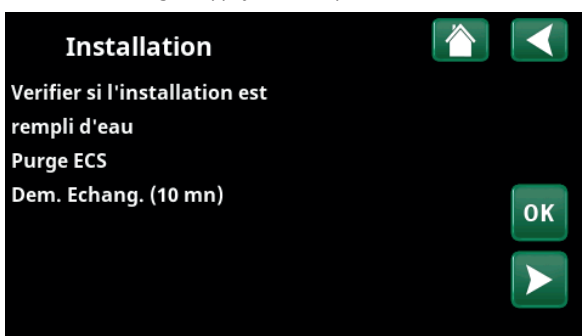 Installation
Verifier si l'installation est
rempli d'eau
Purge ECS
Dem. Echang. (10 mn)
OK